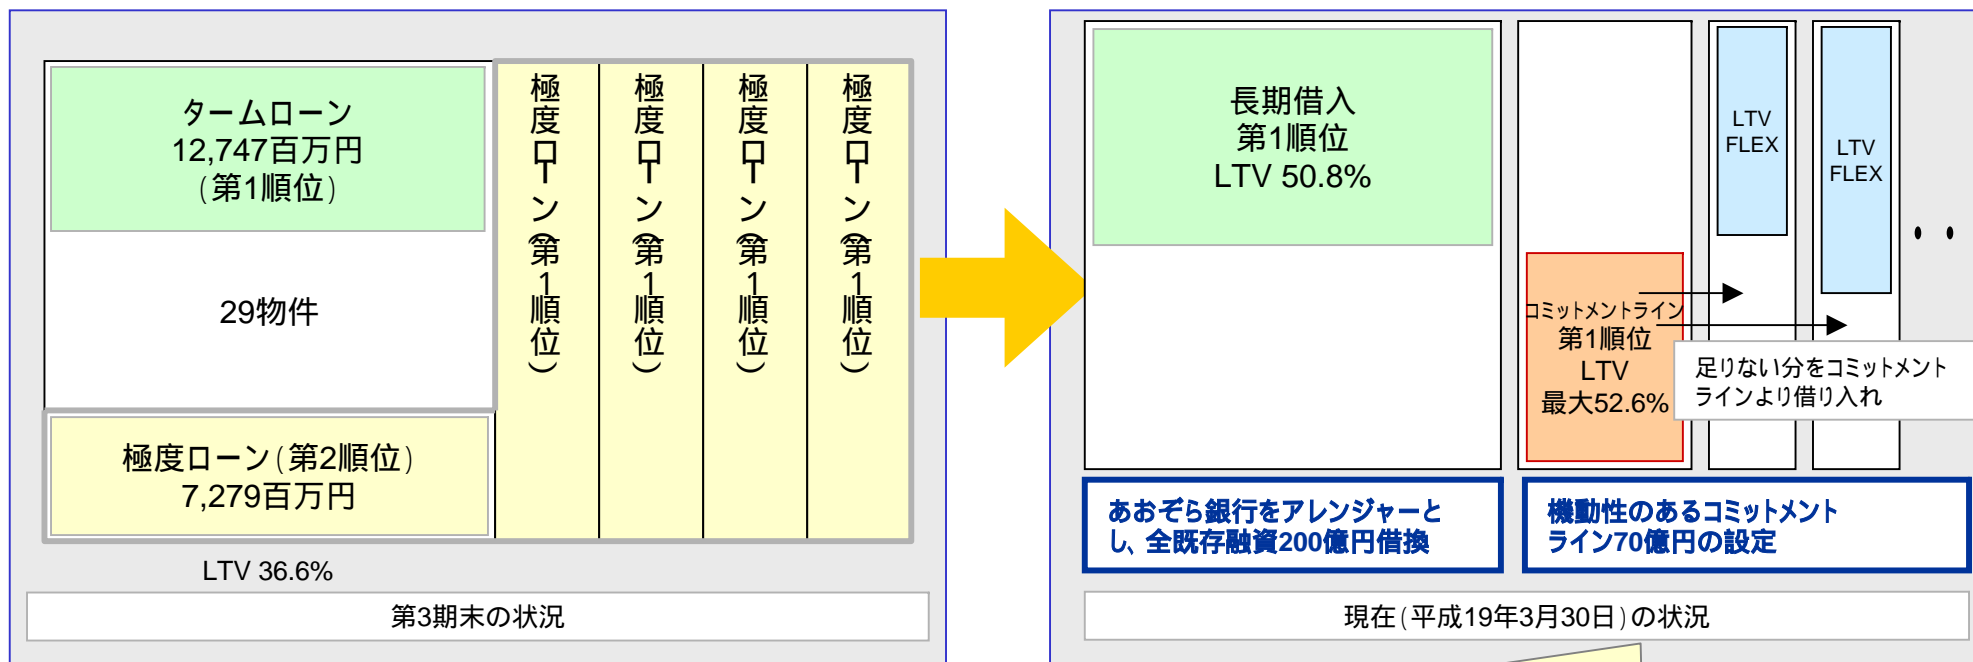 タームローン
12,747百万円
(第1順位)
29物件
極度ローン(第2順位)
7,279百万円
極度ローン(第1順位)
極度ローン(第1順位)
極度ローン(第1順位)
極度ローン(第1順位)
LTV 36.6%
第3期末の状況
長期借入
第1順位
LTV 50.8%
コミットメントライン
第1順位
LTV
最大52.6%
LTV
FLEX
LTV
FLEX
・・
足りない分をコミットメント
ラインより借り入れ
あおぞら銀行をアレンジャーと
し、全既存融資200億円借換
機動性のあるコミットメント
ライン70億円の設定
現在(平成19年3月30日)の状況